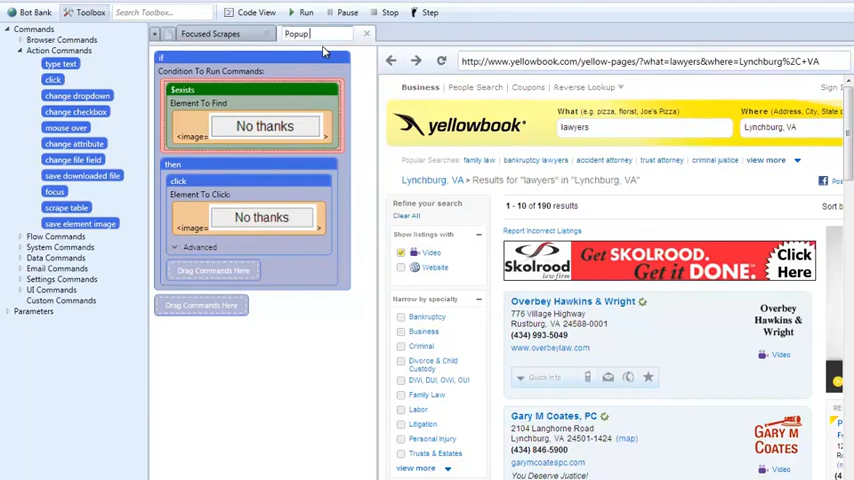 Bot Bank
Toolbox
Search Toolbox...
Code View
Run
Pause
Stop
Step
Commands
Browser Commands
Action Commands
type text
click
change dropdown
change checkbox
mouse over
change attribute
change file field
save downloaded file
focus
scrape table
save element image
Flow Commands
System Commands
Data Commands
Email Commands
Settings Commands
UI Commands
Custom Commands
Parameters
Focused Scrapes
Popup
if
Condition To Run Commands:
$exists
Element To Find
<image= No thanks >
then
click
Element To Click:
<image= No thanks >
Advanced
Drag Commands Here
Drag Commands Here
http://www.yellowbook.com/yellow-pages/?what=lawyers&where=Lynchburg%2C+VA
Business | People Search | Coupons | Reverse Lookup
Sign
yellowbook
What (e.g. pizza, florist, Joe's Pizza)
lawyers
Where (Address, City, State
Lynchburg, VA
Popular Searches: family law | bankruptcy lawyers | accident attorney | trust attorney | criminal justice | view more
Lynchburg, VA > Results for "lawyers" in "Lynchburg, VA"
Refine your search
Clear All
Show listings with
Video
Website
Narrow by specialty
Bankruptcy
Business
Criminal
Divorce & Child
Custody
DWI, DUI, OWI, OUI
Family Law
Labor
Litigation
Personal Injury
Trusts & Estates
view more
1 - 10 of 190 results
Sort b
Report Incorrect Listings
Skolrood
law firm
Get SKOLROOD.
Get it DONE.
Click
Here
Overbey Hawkins & Wright
776 Village Highway
Rustburg, VA 24588-0001
(434) 993-5049
www.overbeylaw.com
Quick Info
Overbey
Hawkins &
Wright
Video
Gary M Coates, PC
2104 Langhorne Road
Lynchburg, VA 24501-1424 (map)
(434) 846-5900
garymcoatespc.com
You Deserve Justice!
GARY M
COATES
Video